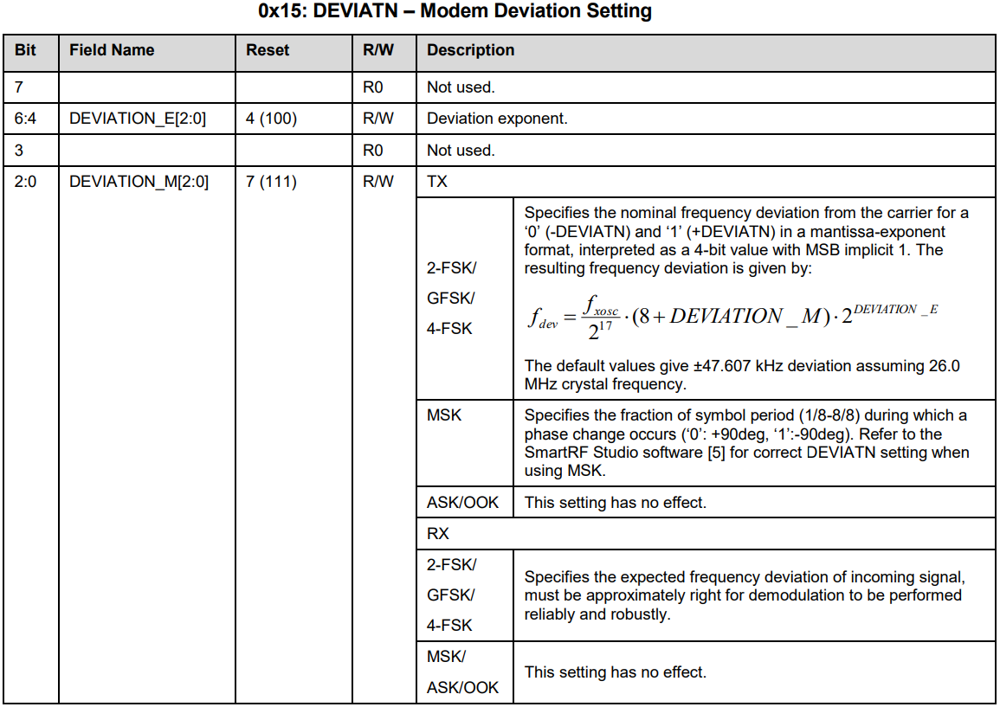 0x15: DEVIATN – Modem Deviation Setting
Bit Field Name Reset R/W Description
7 R0 Not used.
6:4 DEVIATION_E[2:0] 4 (100) R/W Deviation exponent.
3 R0 Not used.
2:0 DEVIATION_M[2:0] 7 (111) R/W TX
2-FSK/
GFSK/
4-FSK
Specifies the nominal frequency deviation from the carrier for a
‘0’ (-DEVIATN) and ‘1’ (+DEVIATN) in a mantissa-exponent
format, interpreted as a 4-bit value with MSB implicit 1. The
resulting frequency deviation is given by:
f_dev = f_xosc / 2^17 · (8 + DEVIATION _ M) · 2^DEVIATION _E
The default values give ±47.607 kHz deviation assuming 26.0
MHz crystal frequency.
MSK
Specifies the fraction of symbol period (1/8-8/8) during which a
phase change occurs (‘0’: +90deg, ‘1’:-90deg). Refer to the
SmartRF Studio software [5] for correct DEVIATN setting when
using MSK.
ASK/OOK This setting has no effect.
RX
2-FSK/
GFSK/
4-FSK
Specifies the expected frequency deviation of incoming signal,
must be approximately right for demodulation to be performed
reliably and robustly.
MSK/
ASK/OOK
This setting has no effect.